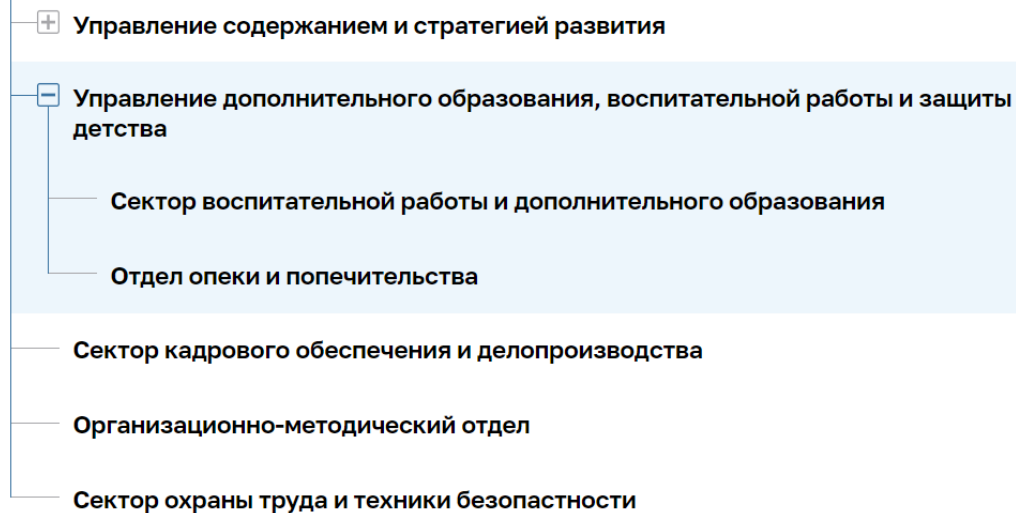 Управление содержанием и стратегией развития
Управление дополнительного образования, воспитательной работы и защиты
детства
Сектор воспитательной работы и дополнительного образования
Отдел опеки и попечительства
Сектор кадрового обеспечения и делопроизводства
Организационно-методический отдел
Сектор охраны труда и техники безопастности